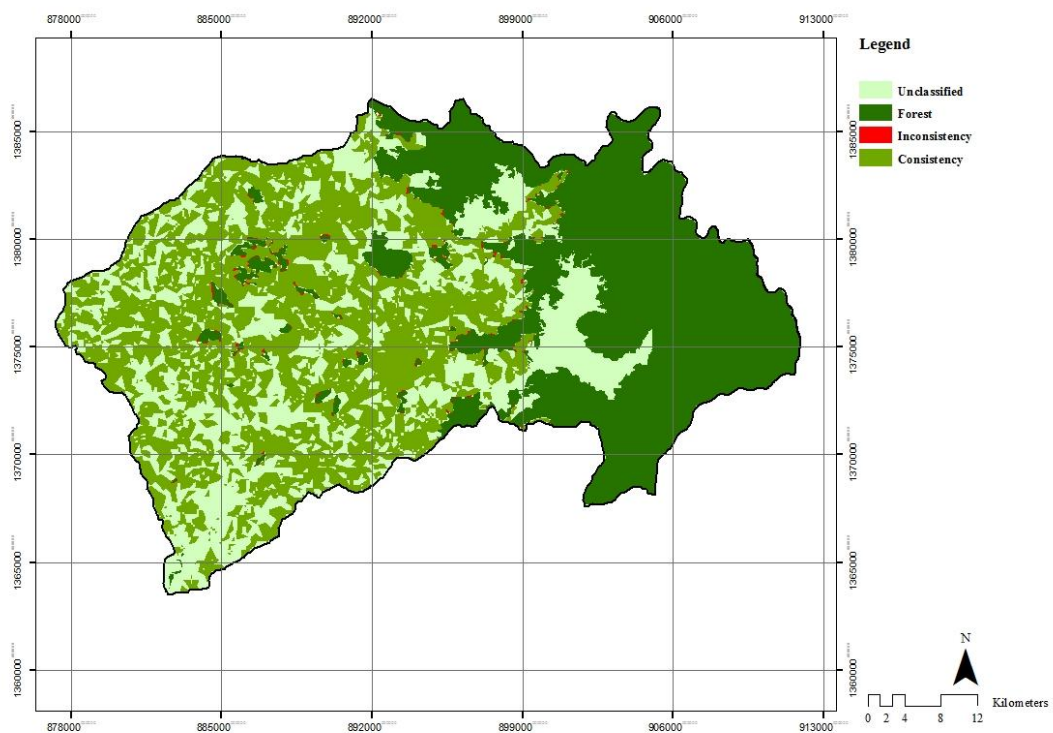 878000 885000 892000 899000 906000 913000
Legend
Unclassified
Forest
Inconsistency
Consistency
1385000 1385000
1380000 1380000
1375000 1375000
1370000 1370000
1365000 1365000
1360000 1360000
N
Kilometers
0 2 4 8 12
878000 885000 892000 899000 906000 913000